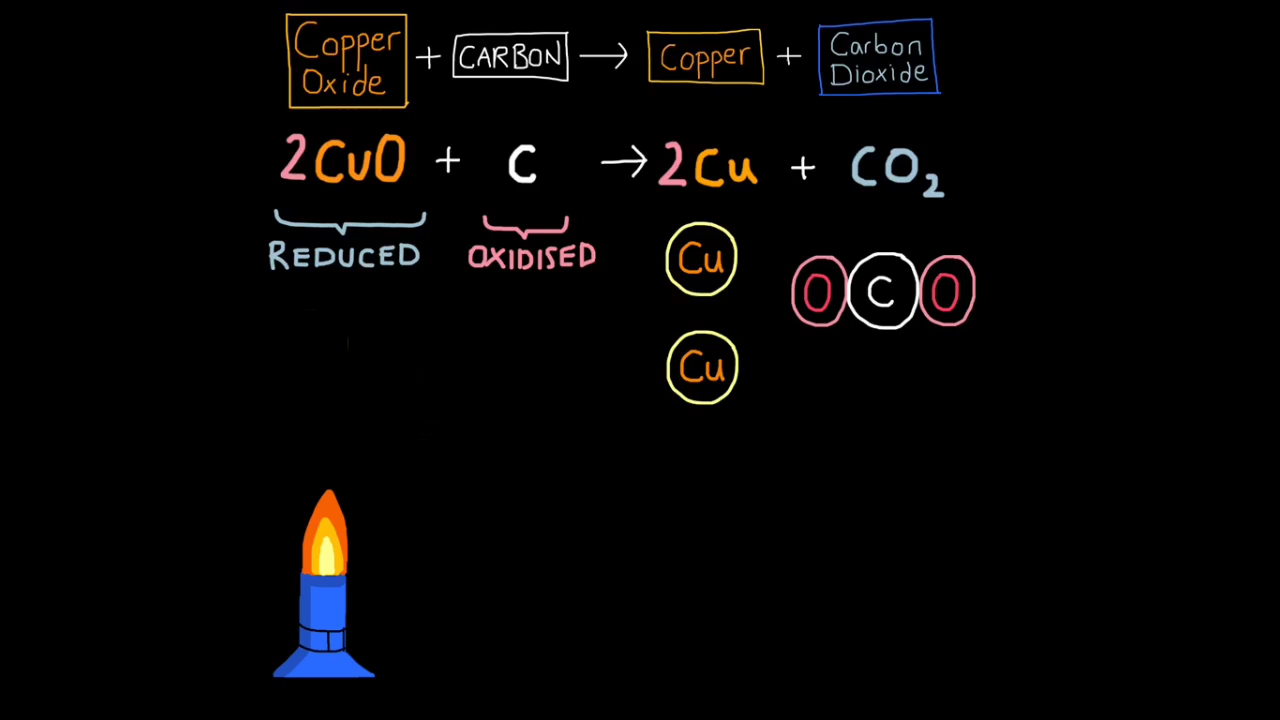 Copper Oxide + CARBON → Copper + Carbon Dioxide
2CuO + C → 2Cu + CO₂
REDUCED OXIDISED
Cu
O C O
Cu